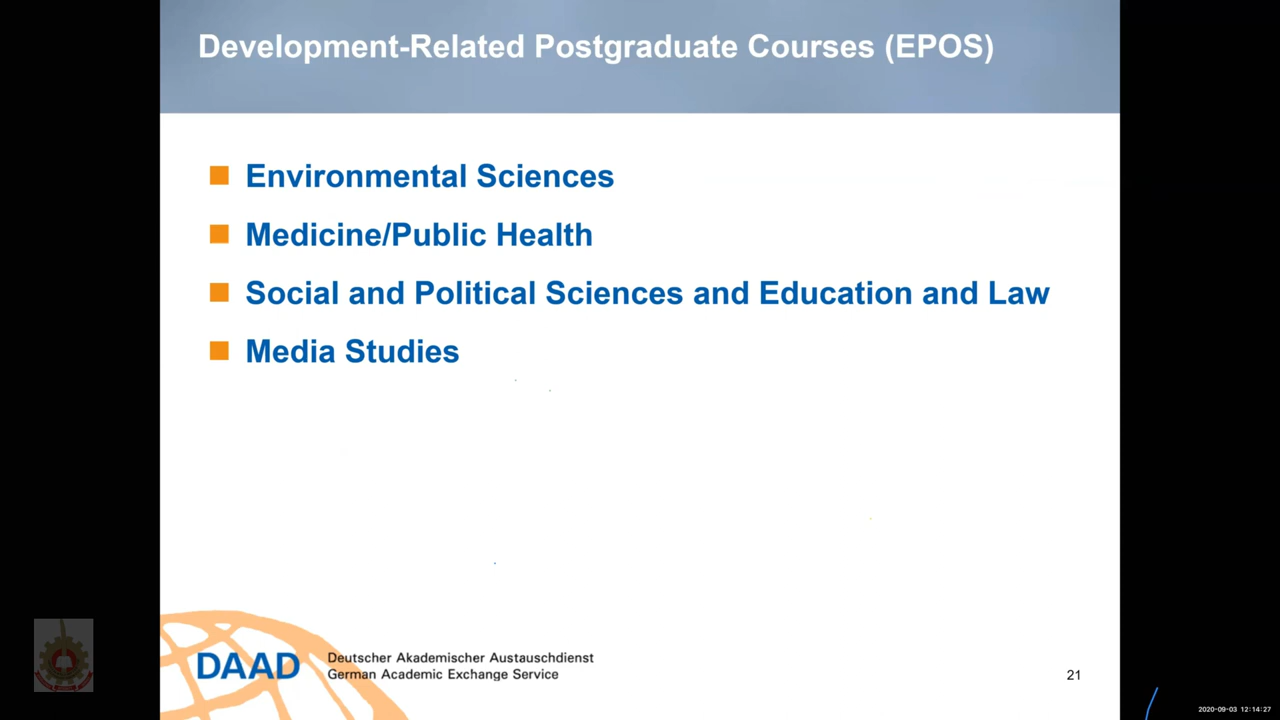 Development-Related Postgraduate Courses (EPOS)
Environmental Sciences
Medicine/Public Health
Social and Political Sciences and Education and Law
Media Studies
DAAD
Deutscher Akademischer Austauschdienst
German Academic Exchange Service
21
2020-09-03 12:14:27